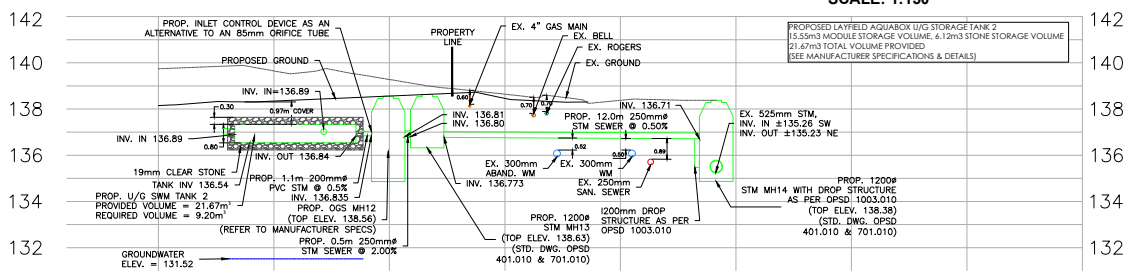 SCALE: 1:150
142
140
138
136
134
132
142
140
138
136
134
132
PROP. INLET CONTROL DEVICE AS AN
ALTERNATIVE TO AN 85mm ORIFICE TUBE
PROPOSED GROUND
INV. IN=136.89
0.97m COVER
0.30
0.80
INV. IN 136.89
INV. OUT 136.84
19mm CLEAR STONE
TANK INV 136.54
PROP. U/G SWM TANK 2
PROVIDED VOLUME = 21.67m³
REQUIRED VOLUME = 9.20m³
GROUNDWATER
ELEV. = 131.52
PROP. 1.1m 200mmø
PVC STM @ 0.5%
INV. 136.835
PROP. OGS MH12
(TOP ELEV. 138.56)
(REFER TO MANUFACTURER SPECS)
PROP. 0.5m 250mmø
STM SEWER @ 2.00%
PROPERTY
LINE
EX. 4" GAS MAIN
EX. BELL
EX. ROGERS
EX. GROUND
0.60
0.70
0.70
INV. 136.81
INV. 136.80
INV. 136.773
PROP. 12.0m 250mmø
STM SEWER @ 0.50%
INV. 136.71
0.52
0.50
0.89
EX. 300mm
ABAND. WM
EX. 300mm
WM
EX. 250mm
SAN. SEWER
PROP. 1200ø
STM MH13
(TOP ELEV. 138.63)
(STD. DWG. OPSD
401.010 & 701.010)
1200mm DROP
STRUCTURE AS PER
OPSD 1003.010
EX. 525mm STM,
INV. IN ±135.26 SW
INV. OUT ±135.23 NE
PROP. 1200ø
STM MH14 WITH DROP STRUCTURE
AS PER OPSD 1003.010
(TOP ELEV. 138.38)
(STD. DWG. OPSD
401.010 & 701.010)
PROPOSED LAYFIELD AQUABOX U/G STORAGE TANK 2
15.55m3 MODULE STORAGE VOLUME, 6.12m3 STONE STORAGE VOLUME
21.67m3 TOTAL VOLUME PROVIDED
(SEE MANUFACTURER SPECIFICATIONS & DETAILS)